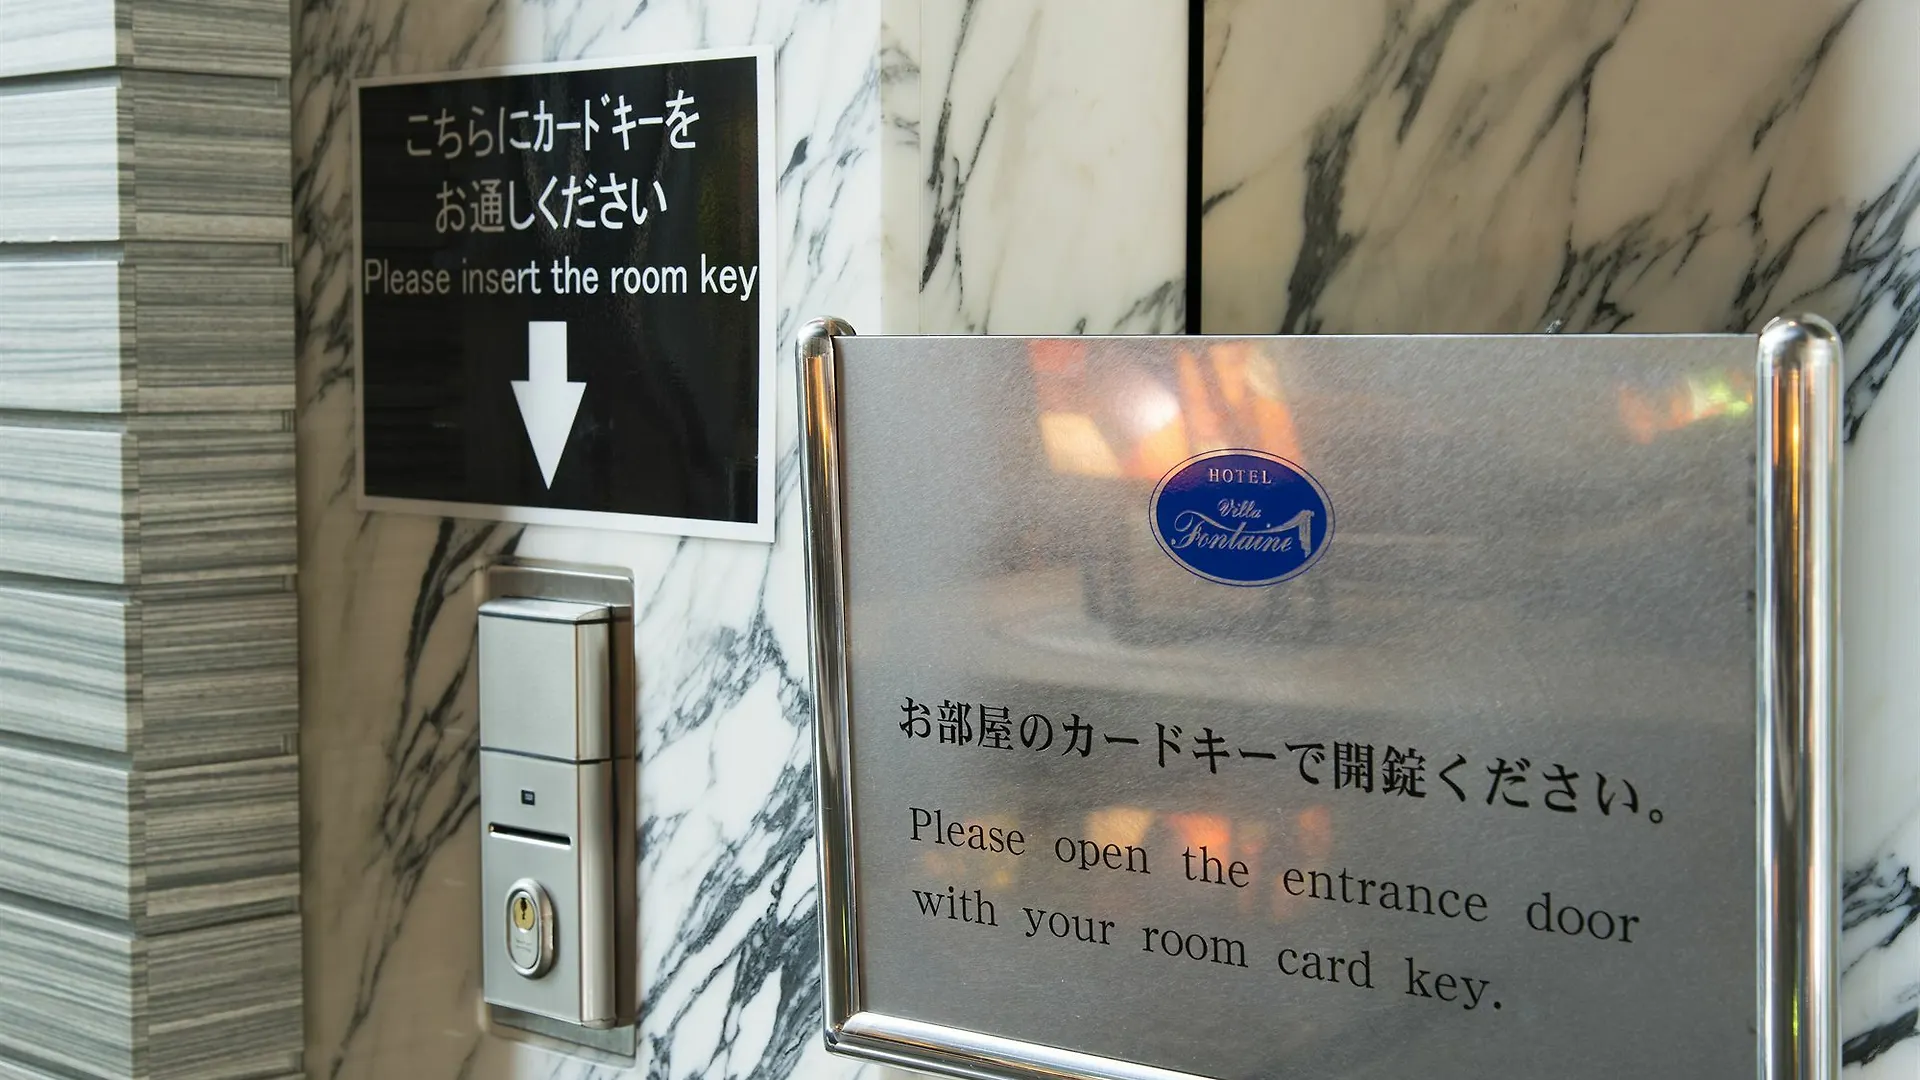 こちらにカードキーを
お通しください
Please insert the room key
HOTEL
Villa
Fontaine
お部屋のカードキーで開錠ください。
Please open the entrance door
with your room card key.